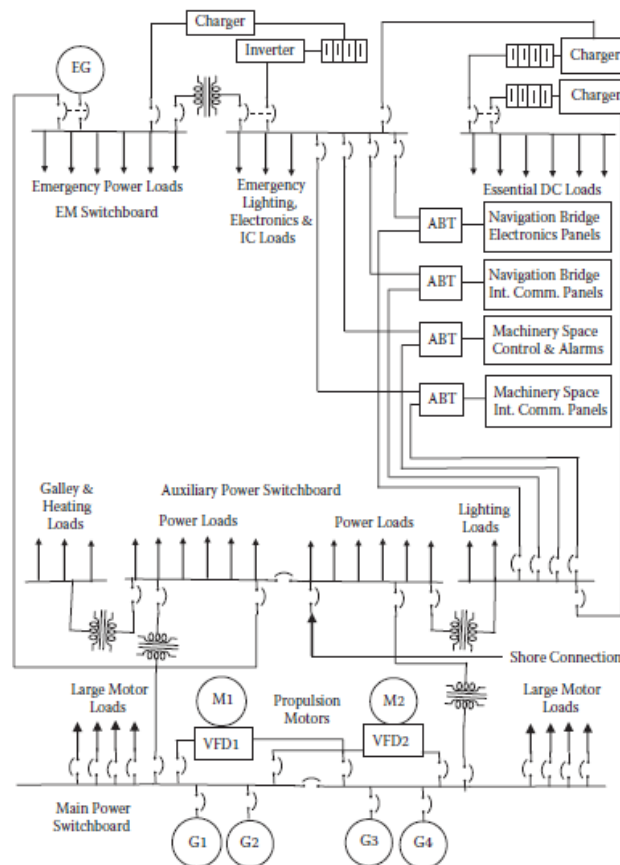 Charger
Inverter
Charger
Charger
EG
Emergency Power Loads
EM Switchboard
Emergency
Lighting,
Electronics &
IC Loads
Essential DC Loads
ABT
Navigation Bridge
Electronics Panels
ABT
Navigation Bridge
Int. Comm. Panels
ABT
Machinery Space
Control & Alarms
ABT
Machinery Space
Int. Comm. Panels
Galley &
Heating
Loads
Auxiliary Power Switchboard
Power Loads
Power Loads
Lighting
Loads
Shore Connection
Large Motor
Loads
M1
Propulsion
Motors
M2
Large Motor
Loads
VFD1
VFD2
Main Power
Switchboard
G1
G2
G3
G4